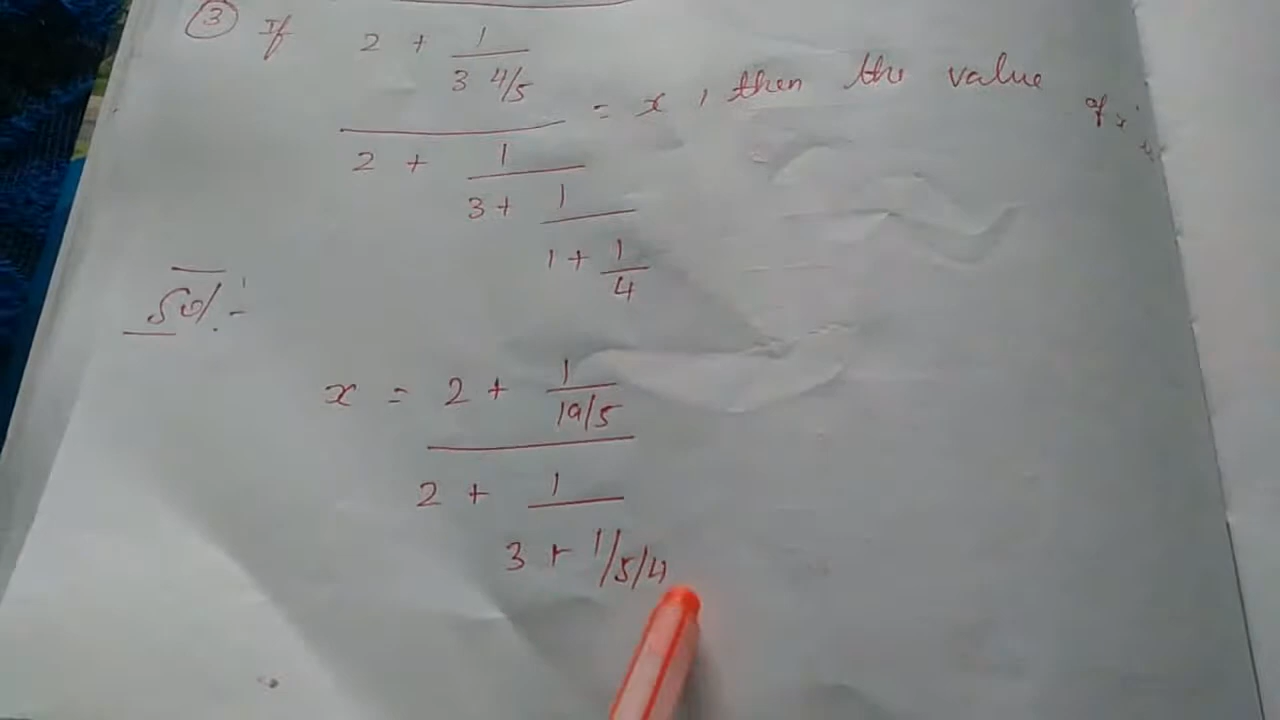 ③ If 2 + 1
3 4/5
= x , then the value of x
2 + 1
3 + 1
1 + 1
4
Sol:-
x = 2 + 1
19/5
2 + 1
3 + 1/5/4